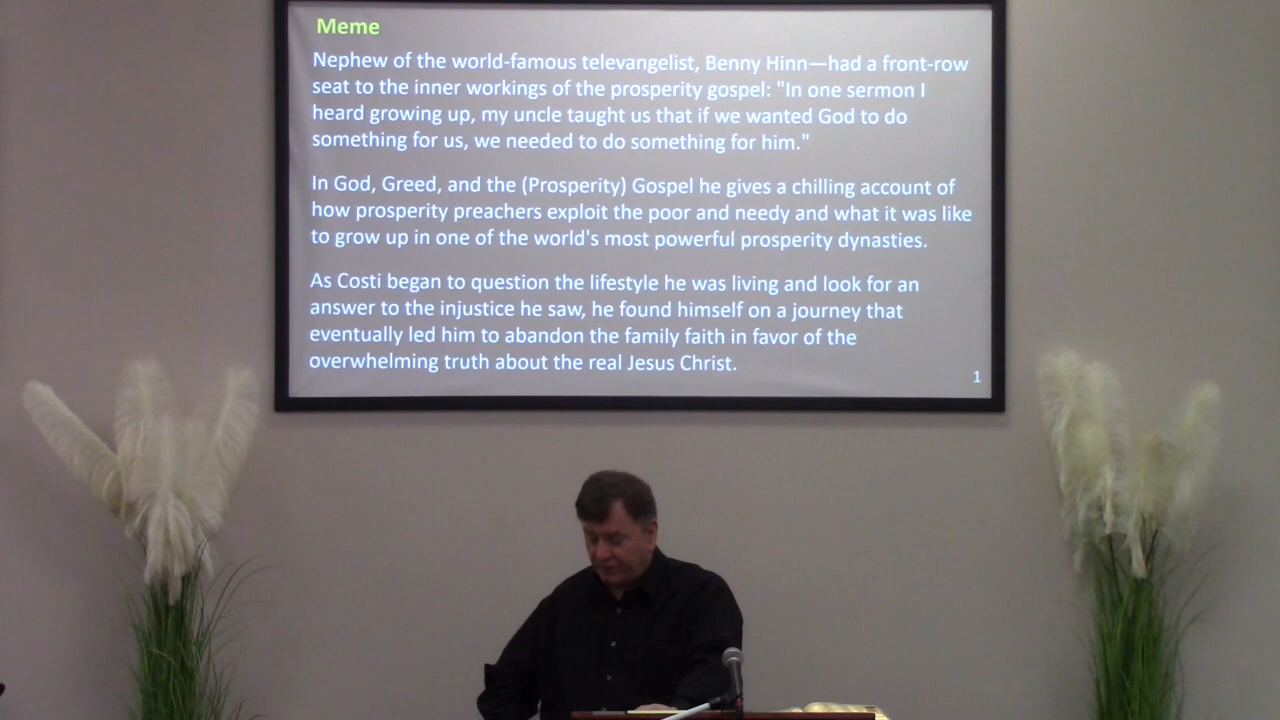 Meme
Nephew of the world-famous televangelist, Benny Hinn—had a front-row
seat to the inner workings of the prosperity gospel: "In one sermon I
heard growing up, my uncle taught us that if we wanted God to do
something for us, we needed to do something for him."
In God, Greed, and the (Prosperity) Gospel he gives a chilling account of
how prosperity preachers exploit the poor and needy and what it was like
to grow up in one of the world's most powerful prosperity dynasties.
As Costi began to question the lifestyle he was living and look for an
answer to the injustice he saw, he found himself on a journey that
eventually led him to abandon the family faith in favor of the
overwhelming truth about the real Jesus Christ.
1